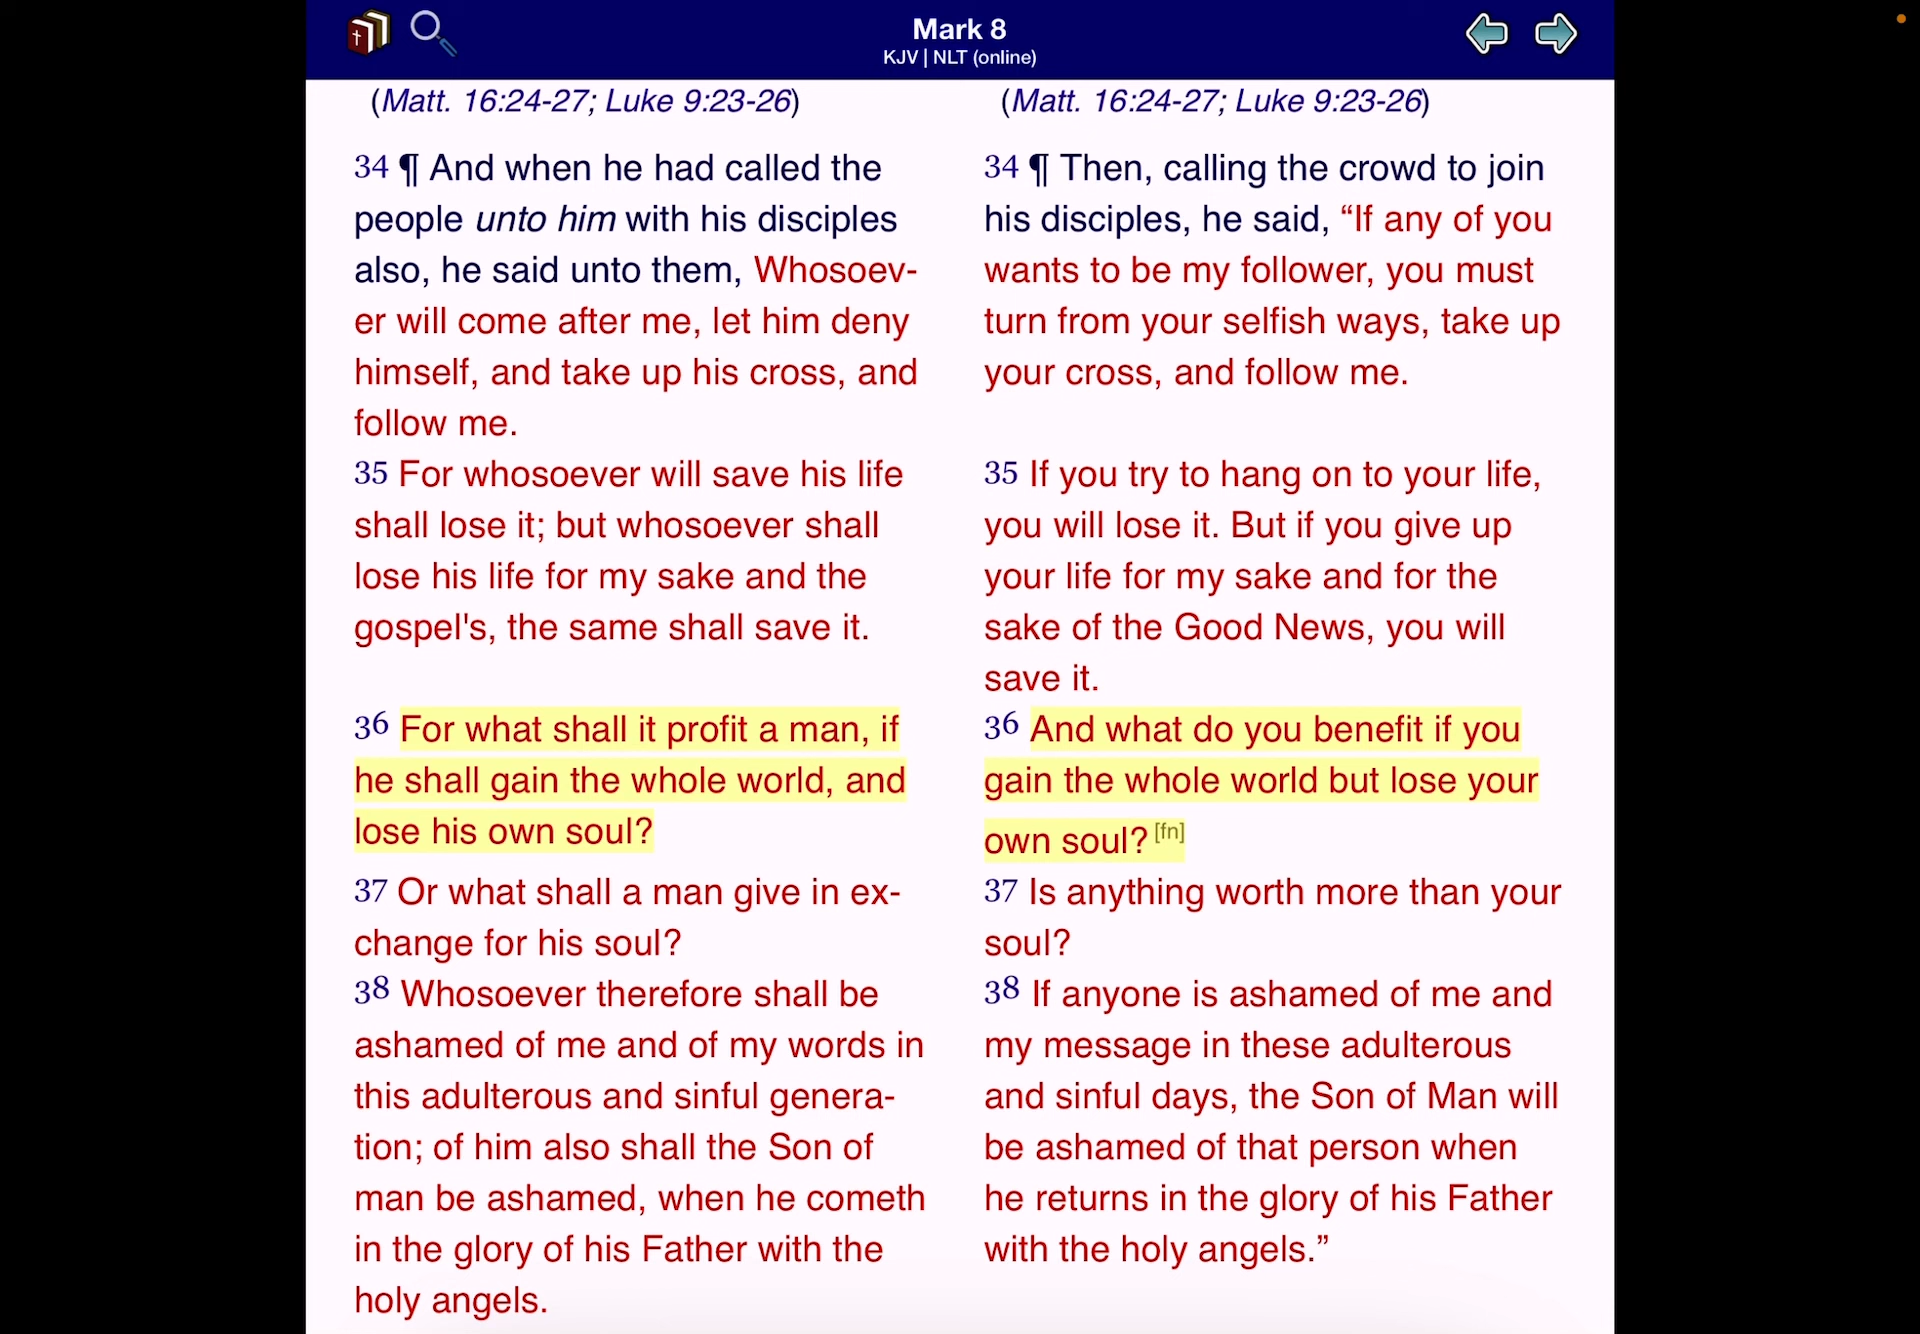 Mark 8
KJV | NLT (online)
(Matt. 16:24-27; Luke 9:23-26)
34 ¶ And when he had called the
people unto him with his disciples
also, he said unto them, Whosoev-
er will come after me, let him deny
himself, and take up his cross, and
follow me.
35 For whosoever will save his life
shall lose it; but whosoever shall
lose his life for my sake and the
gospel's, the same shall save it.
36 For what shall it profit a man, if
he shall gain the whole world, and
lose his own soul?
37 Or what shall a man give in ex-
change for his soul?
38 Whosoever therefore shall be
ashamed of me and of my words in
this adulterous and sinful genera-
tion; of him also shall the Son of
man be ashamed, when he cometh
in the glory of his Father with the
holy angels.
(Matt. 16:24-27; Luke 9:23-26)
34 ¶ Then, calling the crowd to join
his disciples, he said, “If any of you
wants to be my follower, you must
turn from your selfish ways, take up
your cross, and follow me.
35 If you try to hang on to your life,
you will lose it. But if you give up
your life for my sake and for the
sake of the Good News, you will
save it.
36 And what do you benefit if you
gain the whole world but lose your
own soul? [fn]
37 Is anything worth more than your
soul?
38 If anyone is ashamed of me and
my message in these adulterous
and sinful days, the Son of Man will
be ashamed of that person when
he returns in the glory of his Father
with the holy angels.”